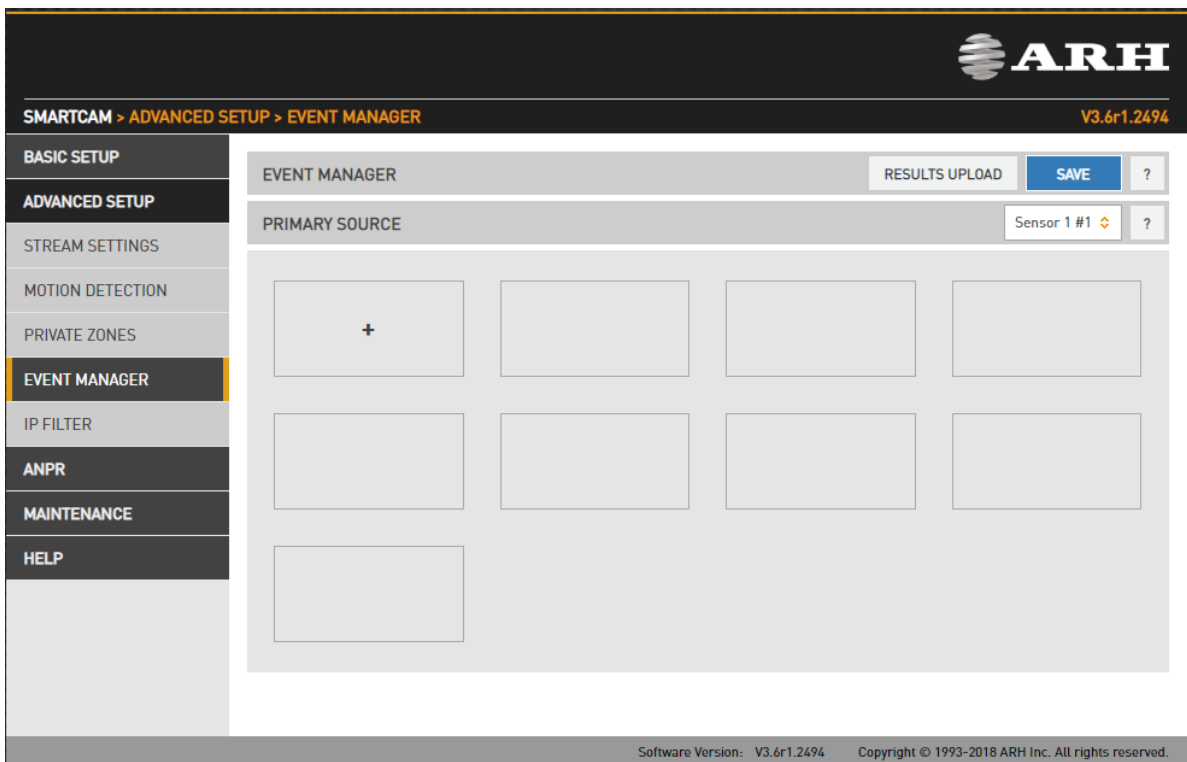 ARH
SMARTCAM > ADVANCED SETUP > EVENT MANAGER V3.6r1.2494
BASIC SETUP
ADVANCED SETUP
STREAM SETTINGS
MOTION DETECTION
PRIVATE ZONES
EVENT MANAGER
IP FILTER
ANPR
MAINTENANCE
HELP
EVENT MANAGER RESULTS UPLOAD SAVE ?
PRIMARY SOURCE Sensor 1 #1 ?
+
Software Version: V3.6r1.2494 Copyright © 1993-2018 ARH Inc. All rights reserved.